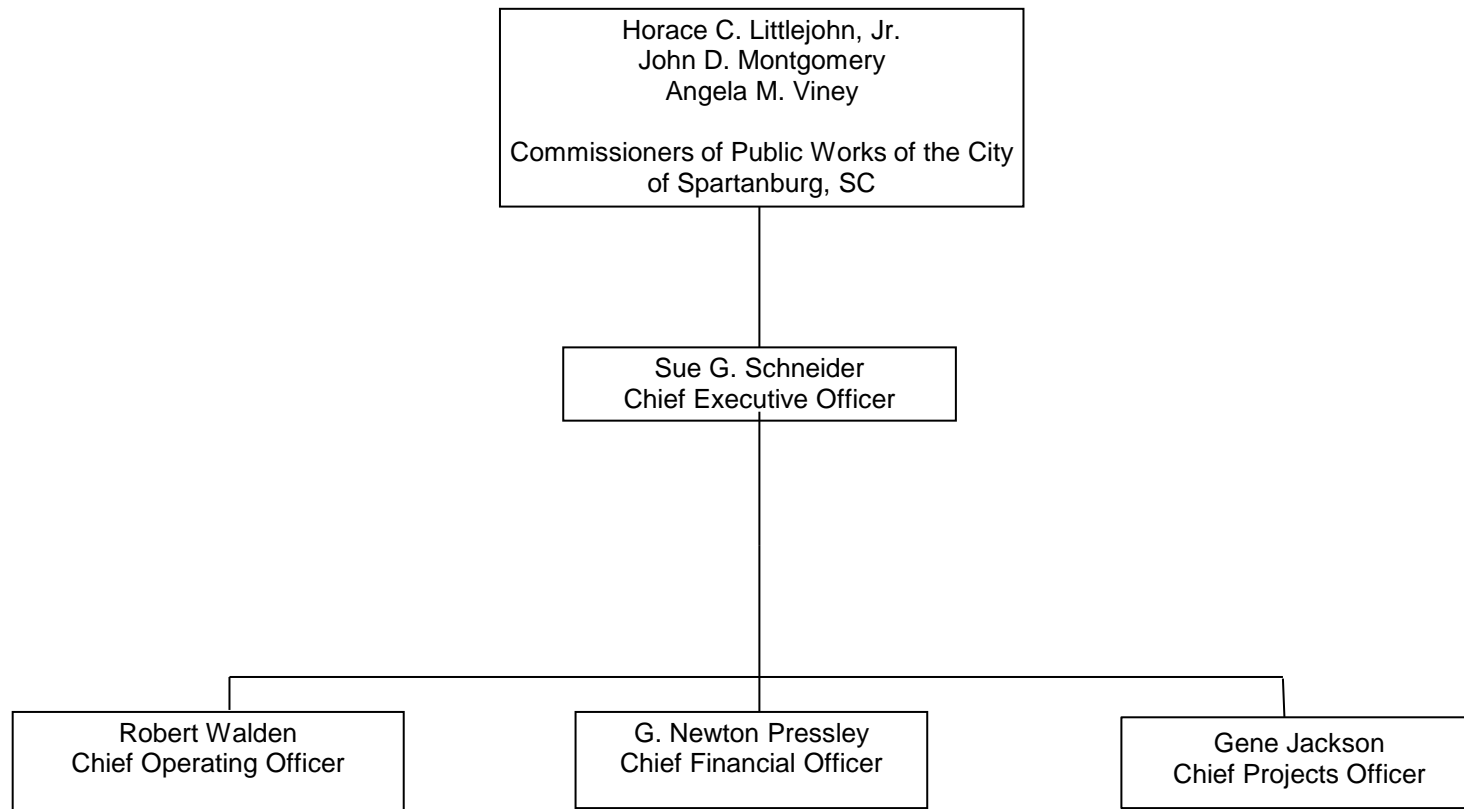 Horace C. Littlejohn, Jr.
John D. Montgomery
Angela M. Viney
Commissioners of Public Works of the City
of Spartanburg, SC
Sue G. Schneider
Chief Executive Officer
Robert Walden
Chief Operating Officer
G. Newton Pressley
Chief Financial Officer
Gene Jackson
Chief Projects Officer